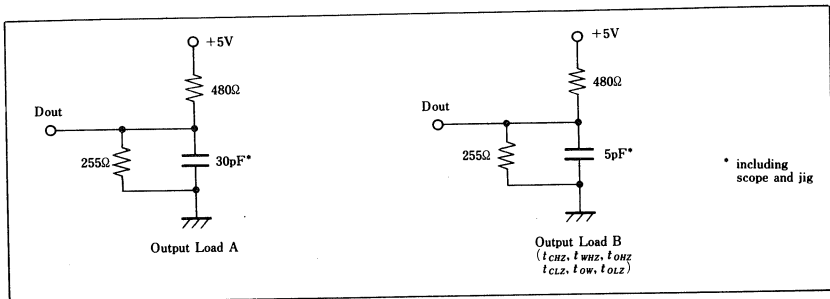 +5V
480Ω
Dout
255Ω
30pF*
Output Load A
+5V
480Ω
Dout
255Ω
5pF*
Output Load B
(tCHZ, tWHZ, tOHZ
tCLZ, tOW, tOLZ)
* including
scope and jig